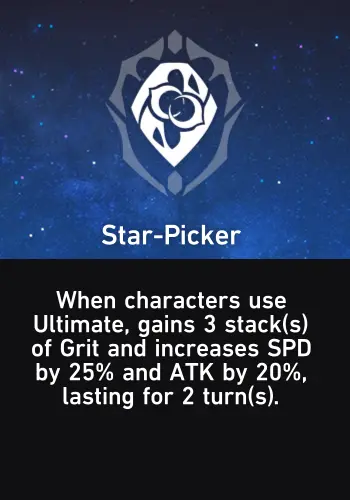 Star-Picker
When characters use
Ultimate, gains 3 stack(s)
of Grit and increases SPD
by 25% and ATK by 20%,
lasting for 2 turn(s).